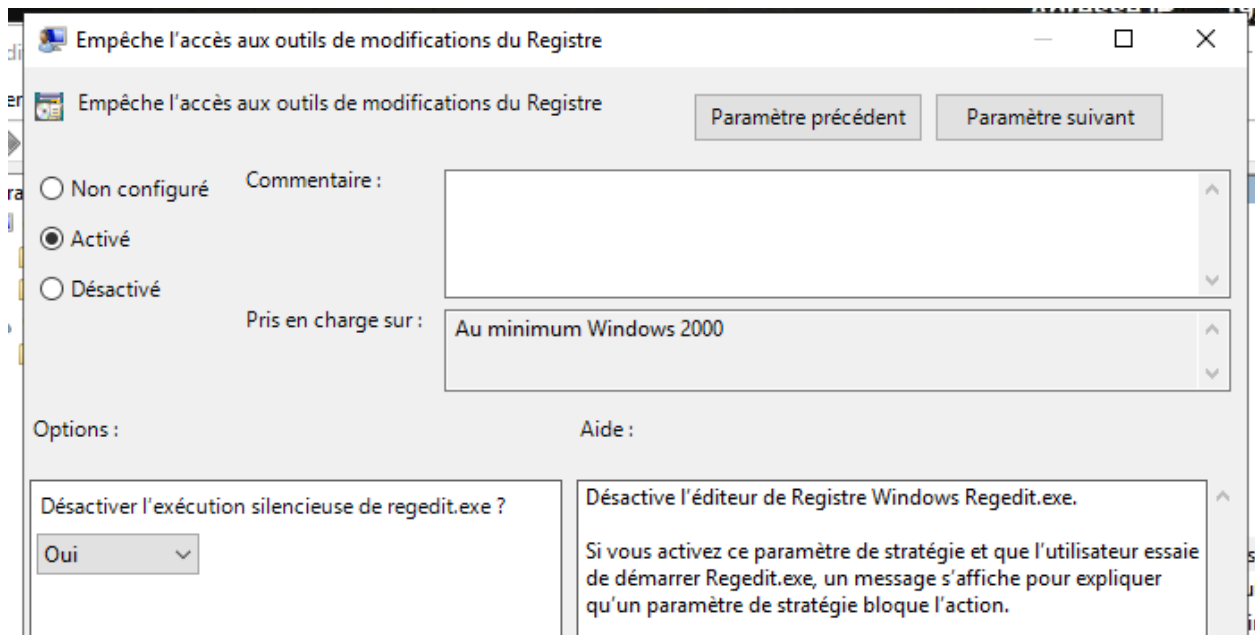 Empêche l'accès aux outils de modifications du Registre
Empêche l'accès aux outils de modifications du Registre
Paramètre précédent
Paramètre suivant
Non configuré
Commentaire :
Activé
Désactivé
Pris en charge sur :
Au minimum Windows 2000
Options :
Aide :
Désactiver l'exécution silencieuse de regedit.exe ?
Oui
Désactive l'éditeur de Registre Windows Regedit.exe.
Si vous activez ce paramètre de stratégie et que l'utilisateur essaie
de démarrer Regedit.exe, un message s'affiche pour expliquer
qu'un paramètre de stratégie bloque l'action.